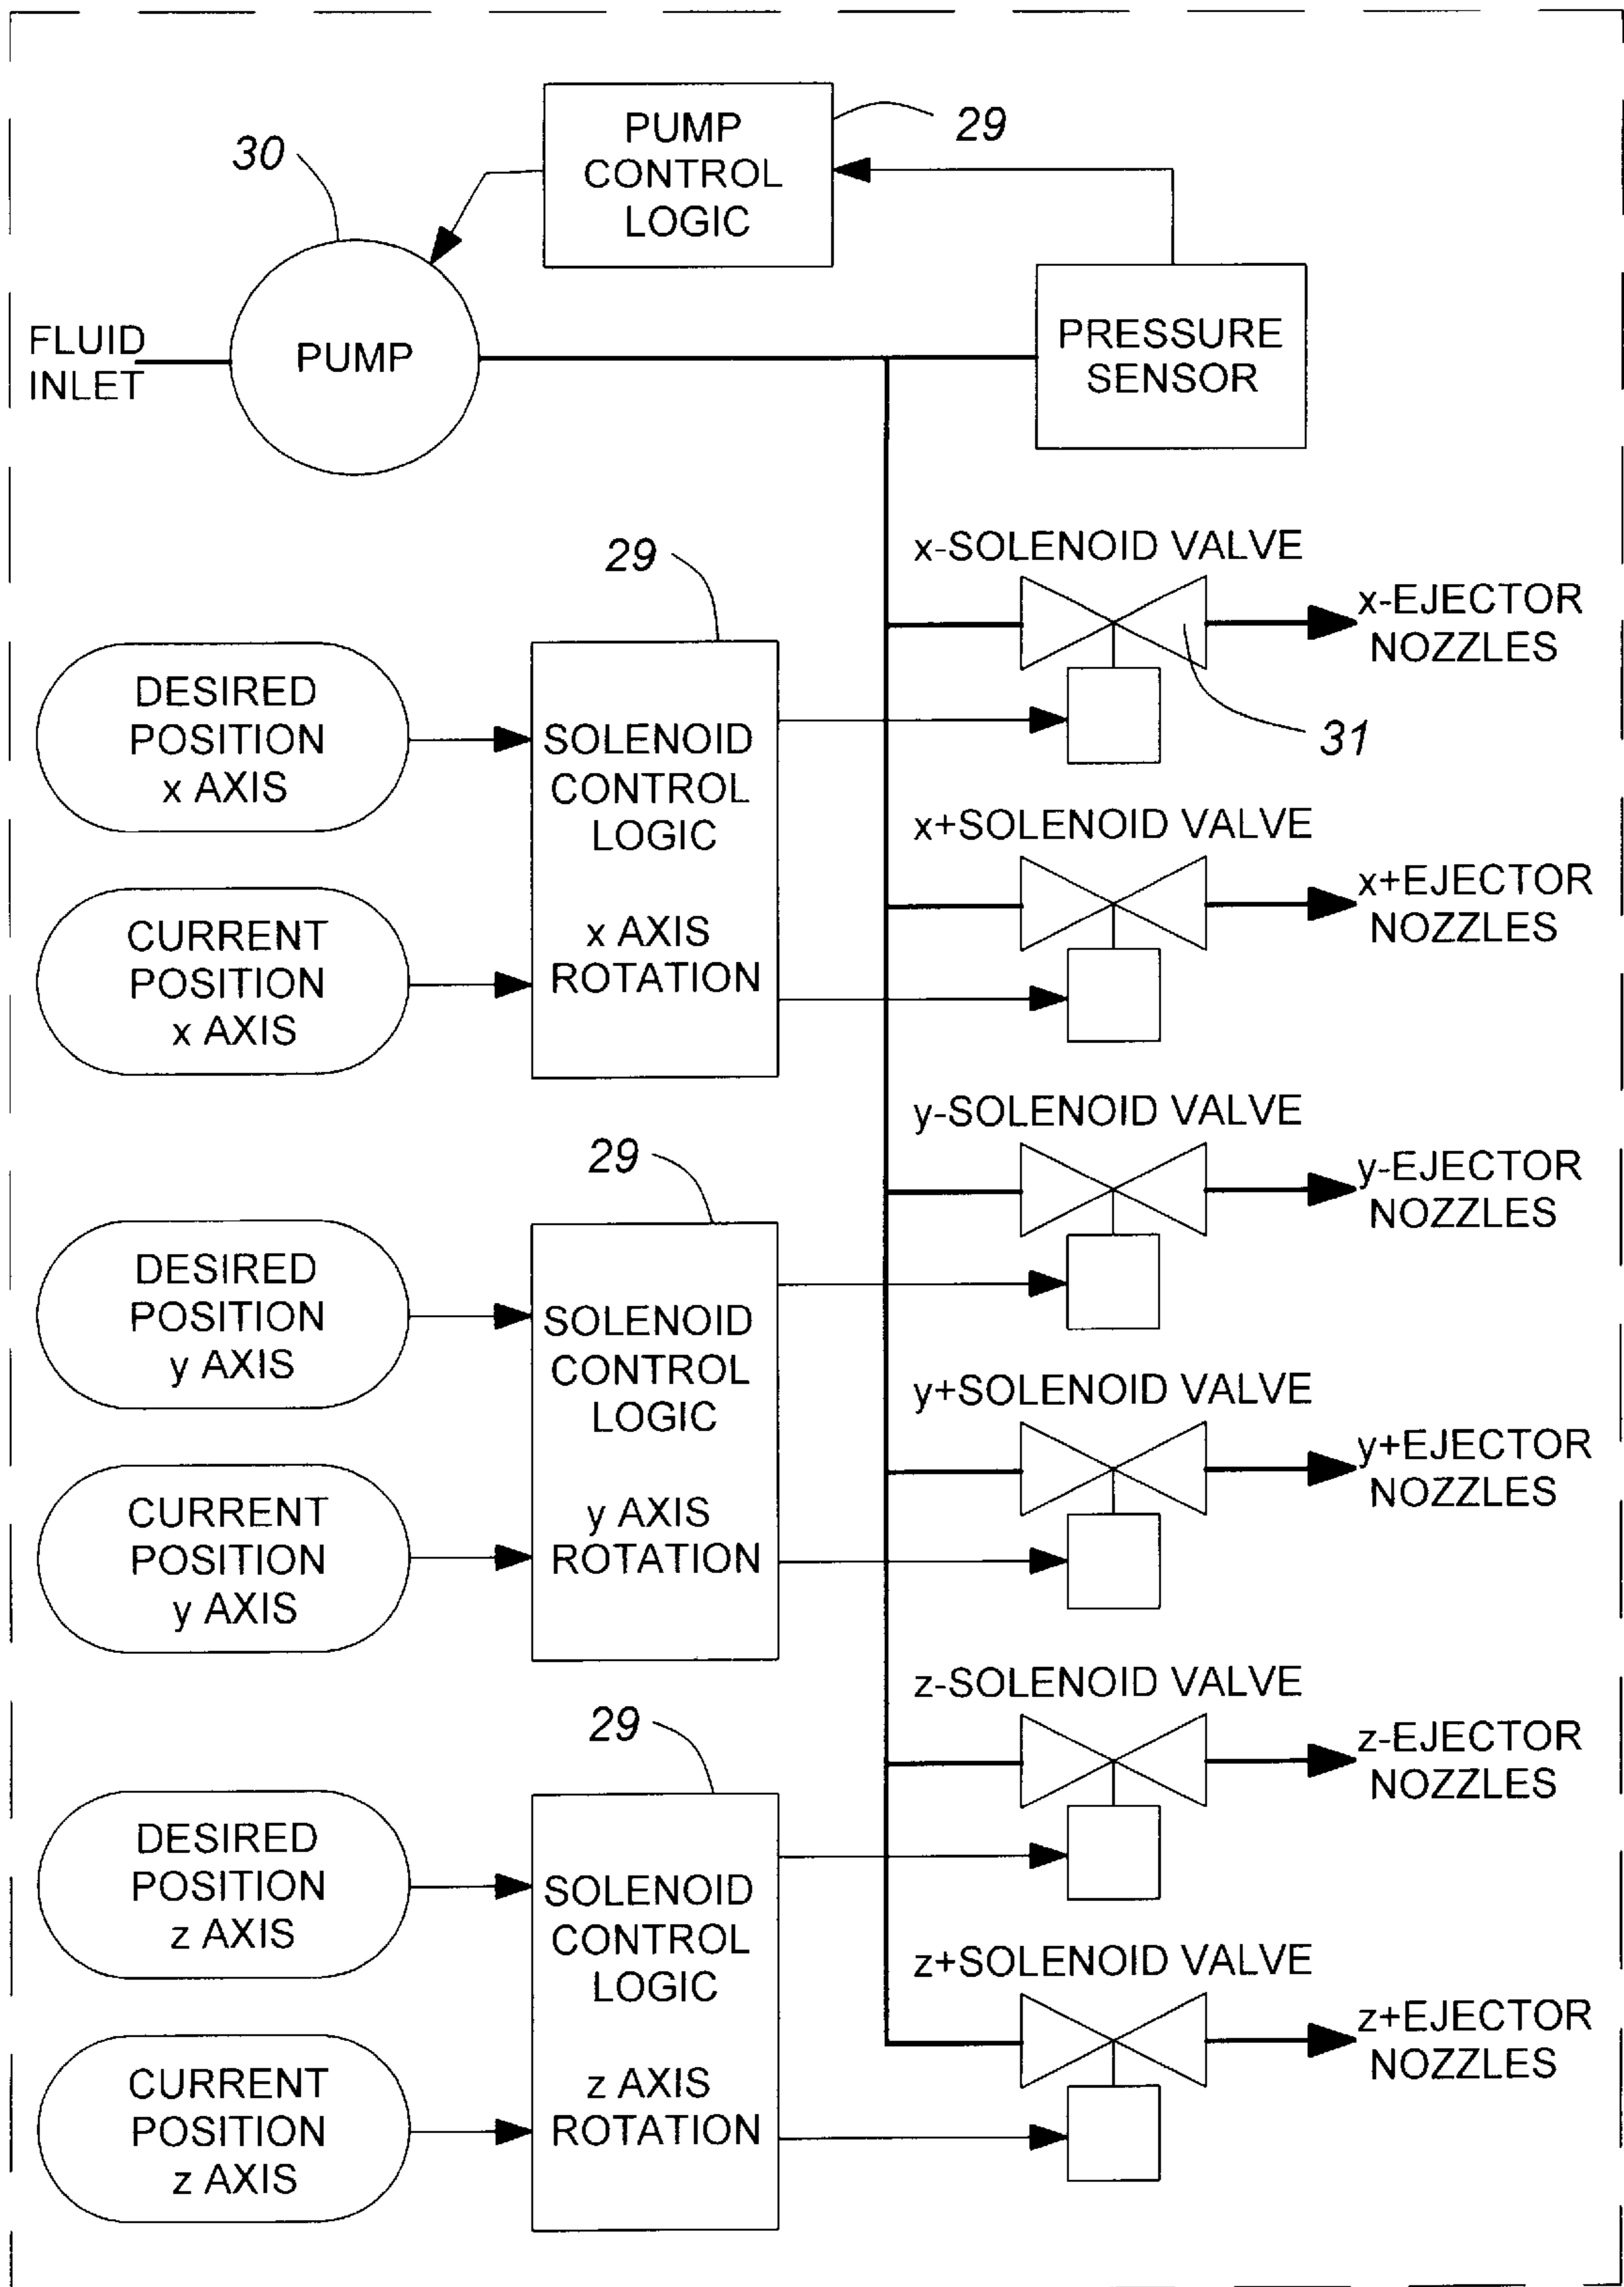 29
PUMP
CONTROL
LOGIC
30
FLUID
INLET
PUMP
PRESSURE
SENSOR
x-SOLENOID VALVE
x-EJECTOR
NOZZLES
31
29
DESIRED
POSITION
x AXIS
SOLENOID
CONTROL
LOGIC
x AXIS
ROTATION
x+SOLENOID VALVE
x+EJECTOR
NOZZLES
CURRENT
POSITION
x AXIS
y-SOLENOID VALVE
y-EJECTOR
NOZZLES
29
DESIRED
POSITION
y AXIS
SOLENOID
CONTROL
LOGIC
y AXIS
ROTATION
y+SOLENOID VALVE
y+EJECTOR
NOZZLES
CURRENT
POSITION
y AXIS
z-SOLENOID VALVE
z-EJECTOR
NOZZLES
29
DESIRED
POSITION
z AXIS
SOLENOID
CONTROL
LOGIC
z AXIS
ROTATION
z+SOLENOID VALVE
z+EJECTOR
NOZZLES
CURRENT
POSITION
z AXIS